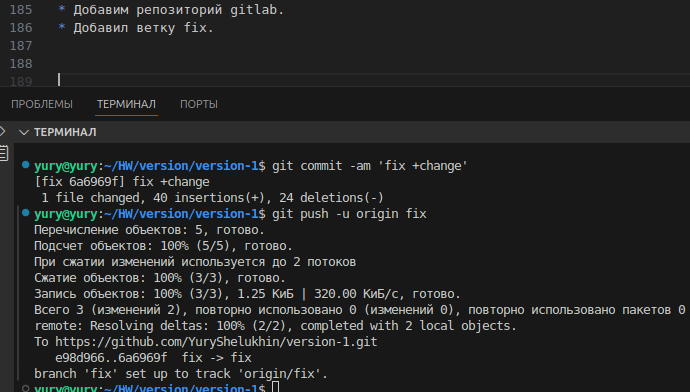 185 * Добавим репозиторий gitlab.
186 * Добавил ветку fix.
187
188
189
ПРОБЛЕМЫ ТЕРМИНАЛ ПОРТЫ
ТЕРМИНАЛ
yury@yury:~/HW/version/version-1$ git commit -am 'fix +change'
[fix 6a6969f] fix +change
1 file changed, 40 insertions(+), 24 deletions(-)
yury@yury:~/HW/version/version-1$ git push -u origin fix
Перечисление объектов: 5, готово.
Подсчет объектов: 100% (5/5), готово.
При сжатии изменений используется до 2 потоков
Сжатие объектов: 100% (3/3), готово.
Запись объектов: 100% (3/3), 1.25 КиБ | 320.00 КиБ/с, готово.
Всего 3 (изменений 2), повторно использовано 0 (изменений 0), повторно использовано пакетов 0
remote: Resolving deltas: 100% (2/2), completed with 2 local objects.
To https://github.com/YuryShelukhin/version-1.git
e98d966..6a6969f fix -> fix
branch 'fix' set up to track 'origin/fix'.
yury@yury:~/HW/version/version-1$